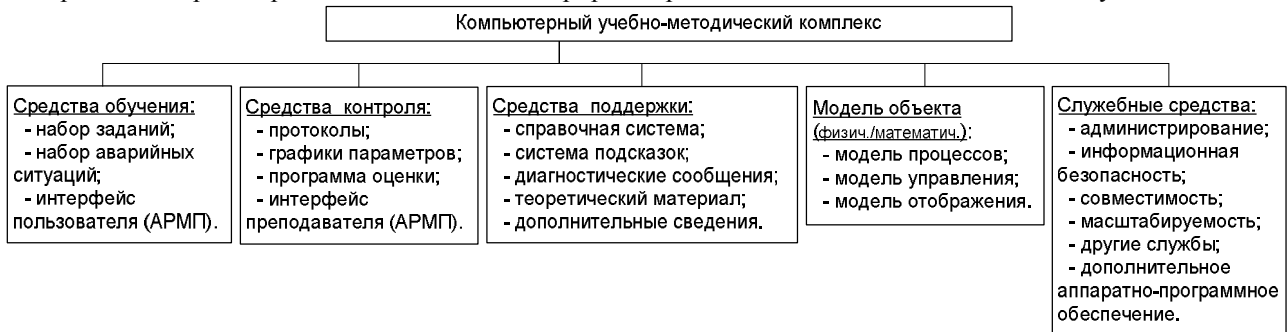 Компьютерный учебно-методический комплекс
Средства обучения:
- набор заданий;
- набор аварийных
ситуаций;
- интерфейс
пользователя (АРМП).
Средства контроля:
- протоколы;
- графики параметров;
- программа оценки;
- интерфейс
преподавателя (АРМП).
Средства поддержки:
- справочная система;
- система подсказок;
- диагностические сообщения;
- теоретический материал;
- дополнительные сведения.
Модель объекта
(физич./математич.):
- модель процессов;
- модель управления;
- модель отображения.
Служебные средства:
- администрирование;
- информационная
безопасность;
- совместимость;
- масштабируемость;
- другие службы;
- дополнительное
аппаратно-программное
обеспечение.